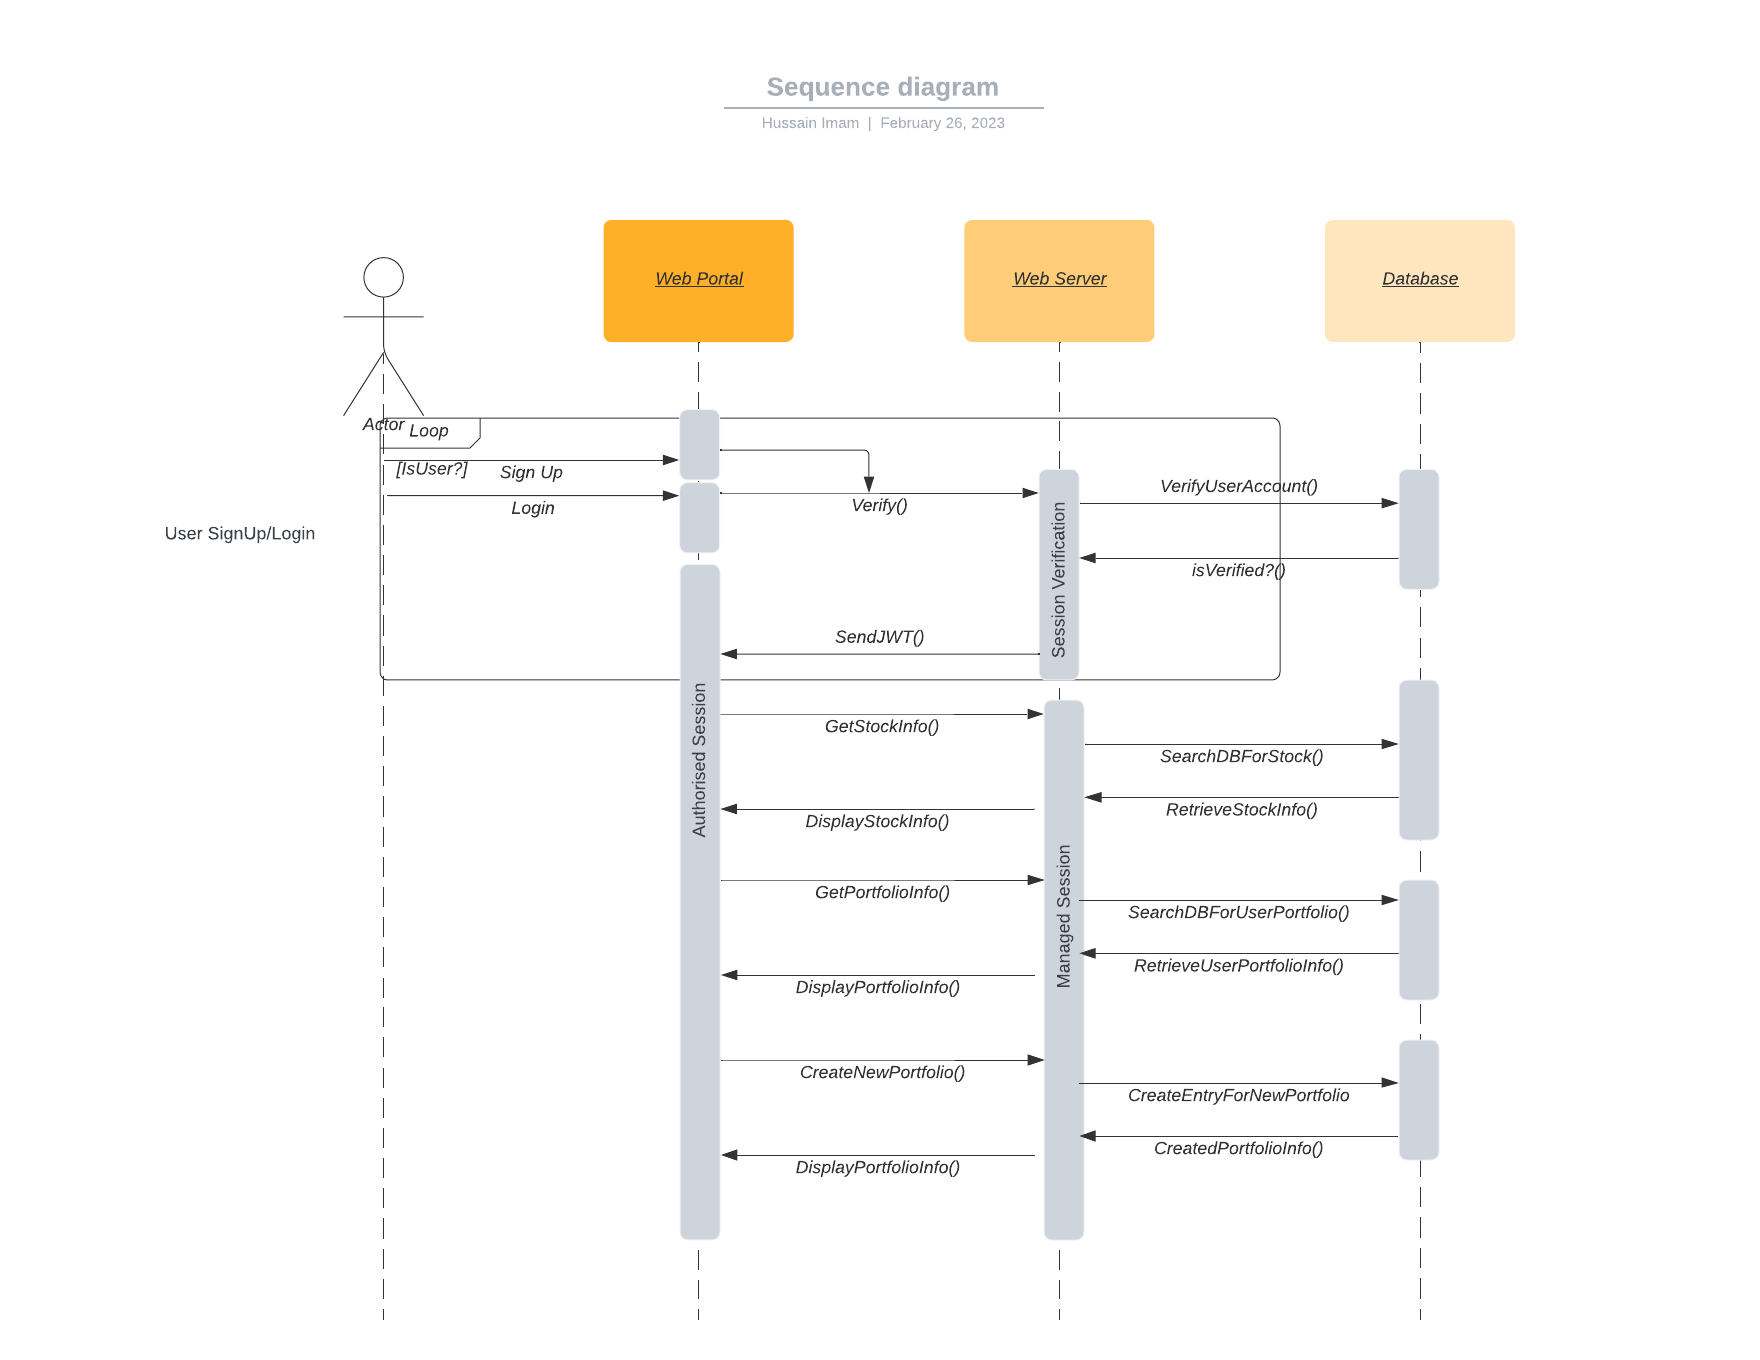 Sequence diagram
Hussain Imam | February 26, 2023
Web Portal
Web Server
Database
Actor
Loop
[IsUser?]
Sign Up
Login
Verify()
VerifyUserAccount()
User SignUp/Login
isVerified?()
Session Verification
SendJWT()
Authorised Session
GetStockInfo()
SearchDBForStock()
RetrieveStockInfo()
DisplayStockInfo()
Managed Session
GetPortfolioInfo()
SearchDBForUserPortfolio()
RetrieveUserPortfolioInfo()
DisplayPortfolioInfo()
CreateNewPortfolio()
CreateEntryForNewPortfolio
CreatedPortfolioInfo()
DisplayPortfolioInfo()